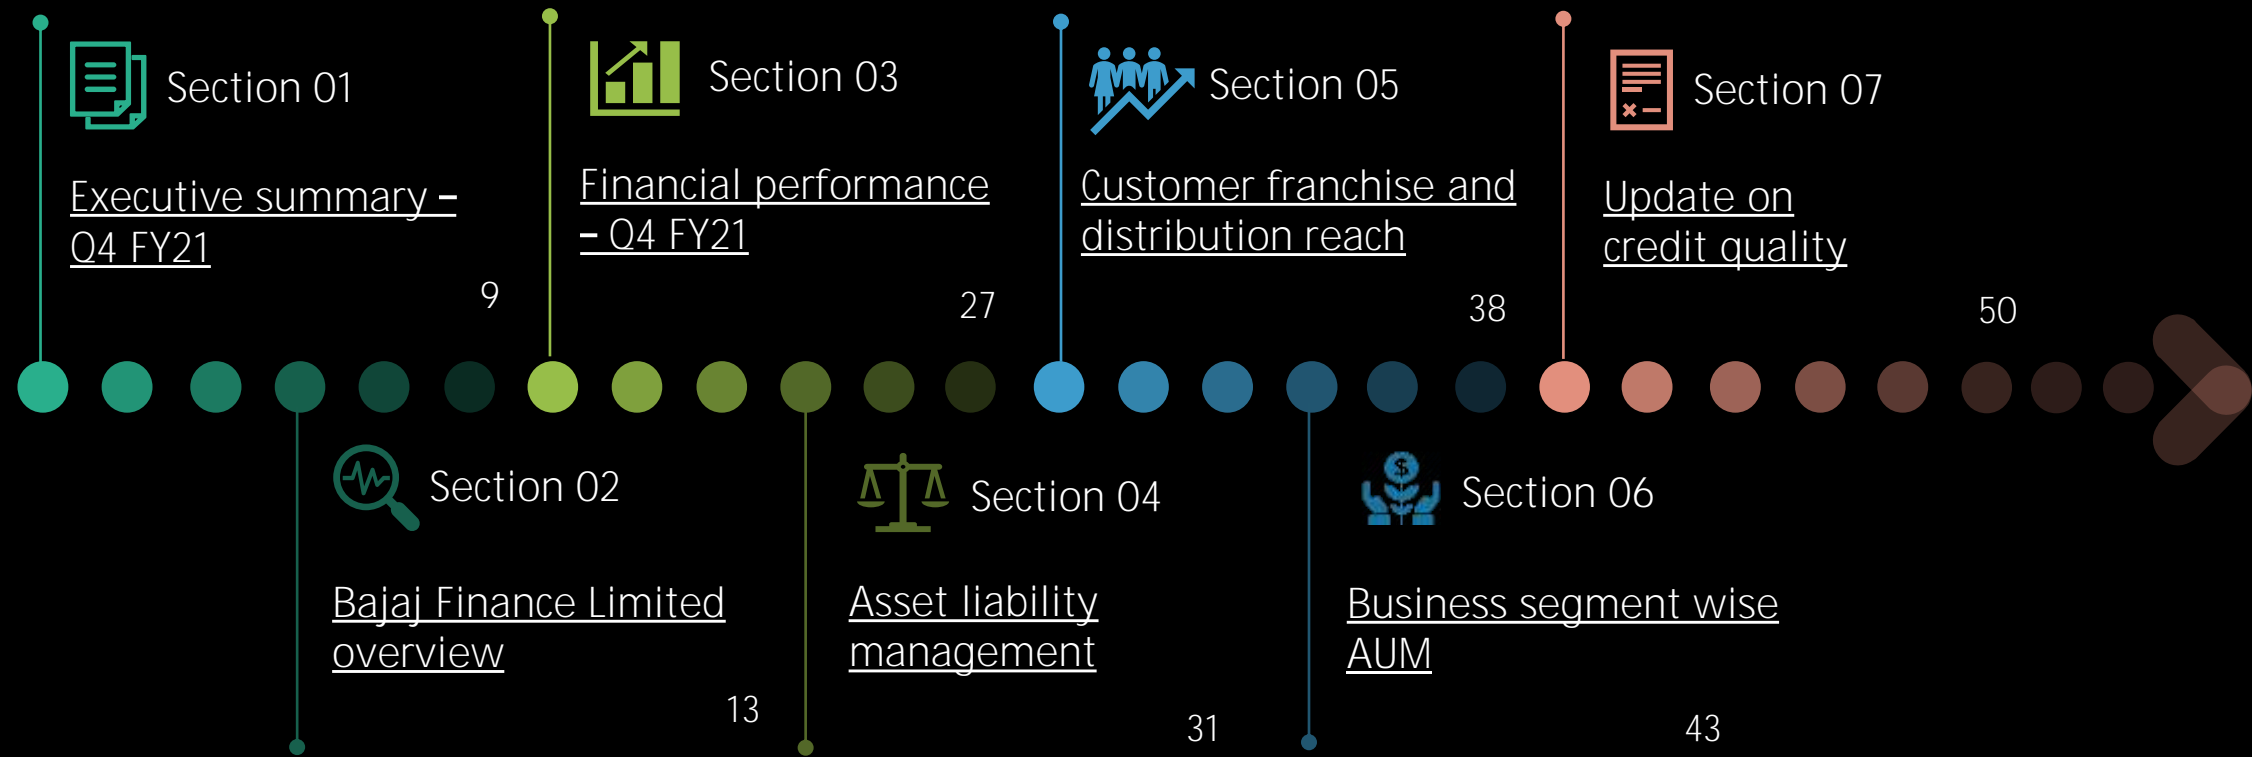 Section 01
Executive summary –
Q4 FY21
9
Section 02
Bajaj Finance Limited
overview
13
Section 03
Financial performance
– Q4 FY21
27
Section 04
Asset liability
management
31
Section 05
Customer franchise and
distribution reach
38
Section 06
Business segment wise
AUM
43
Section 07
Update on
credit quality
50